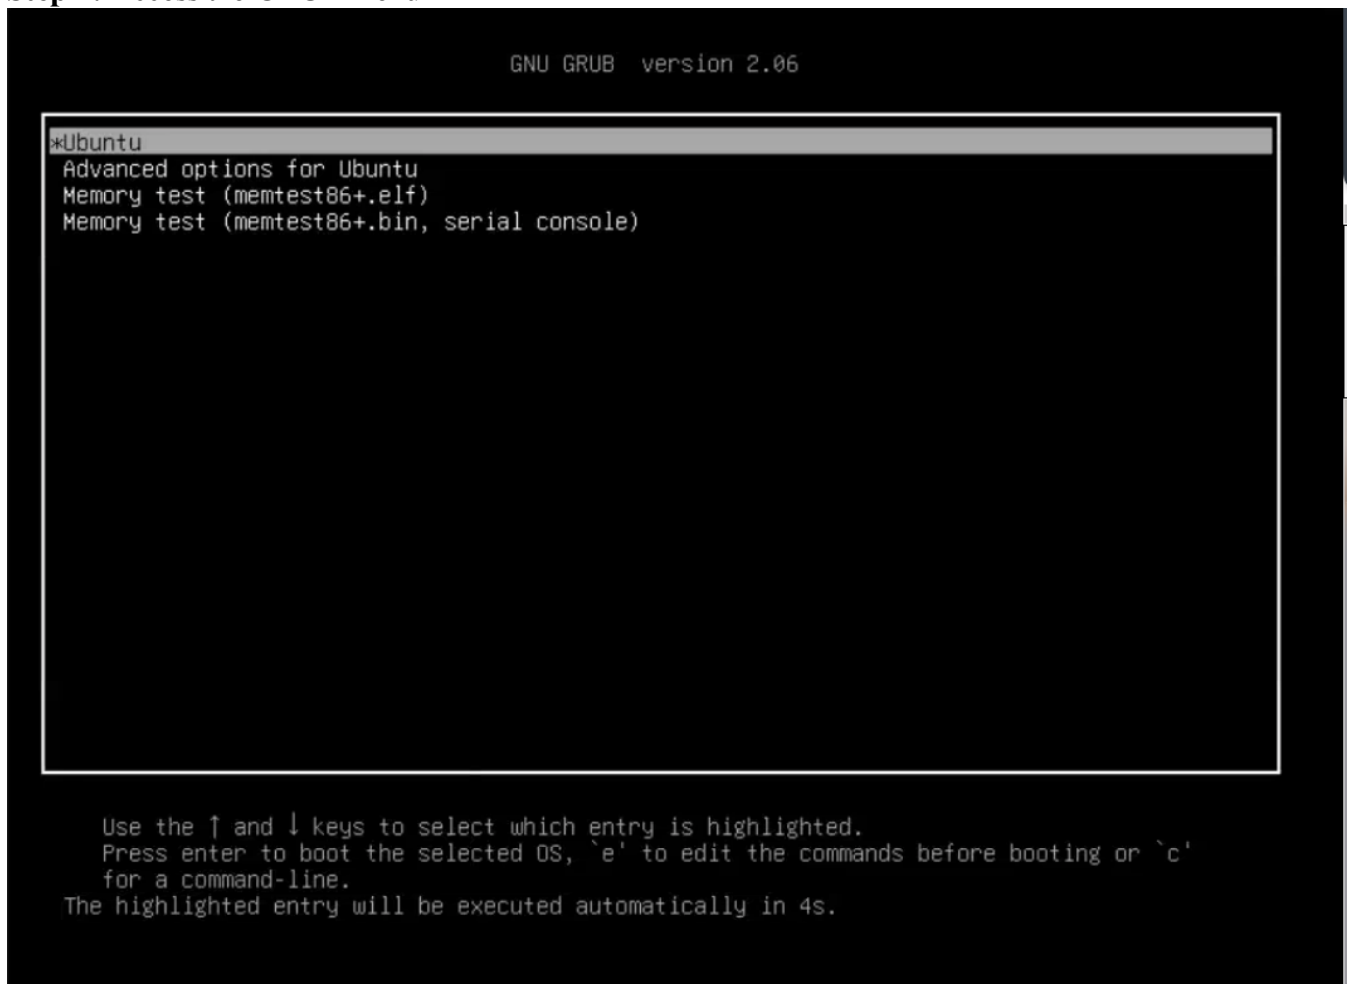 GNU GRUB  version 2.06
*Ubuntu
Advanced options for Ubuntu
Memory test (memtest86+.elf)
Memory test (memtest86+.bin, serial console)
Use the ↑ and ↓ keys to select which entry is highlighted.
Press enter to boot the selected OS, `e' to edit the commands before booting or `c'
for a command-line.
The highlighted entry will be executed automatically in 4s.